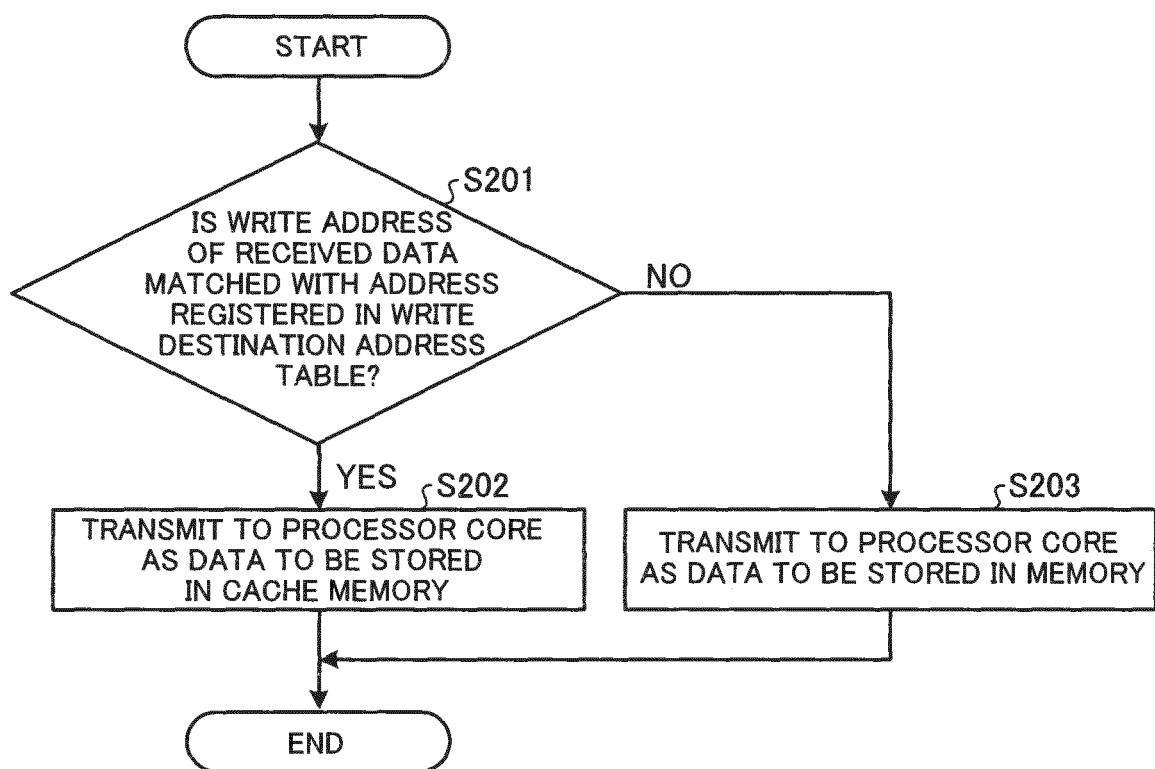 START
S201
IS WRITE ADDRESS
OF RECEIVED DATA
MATCHED WITH ADDRESS
REGISTERED IN WRITE
DESTINATION ADDRESS
TABLE?
NO
YES
S202
TRANSMIT TO PROCESSOR CORE
AS DATA TO BE STORED
IN CACHE MEMORY
S203
TRANSMIT TO PROCESSOR CORE
AS DATA TO BE STORED IN MEMORY
END